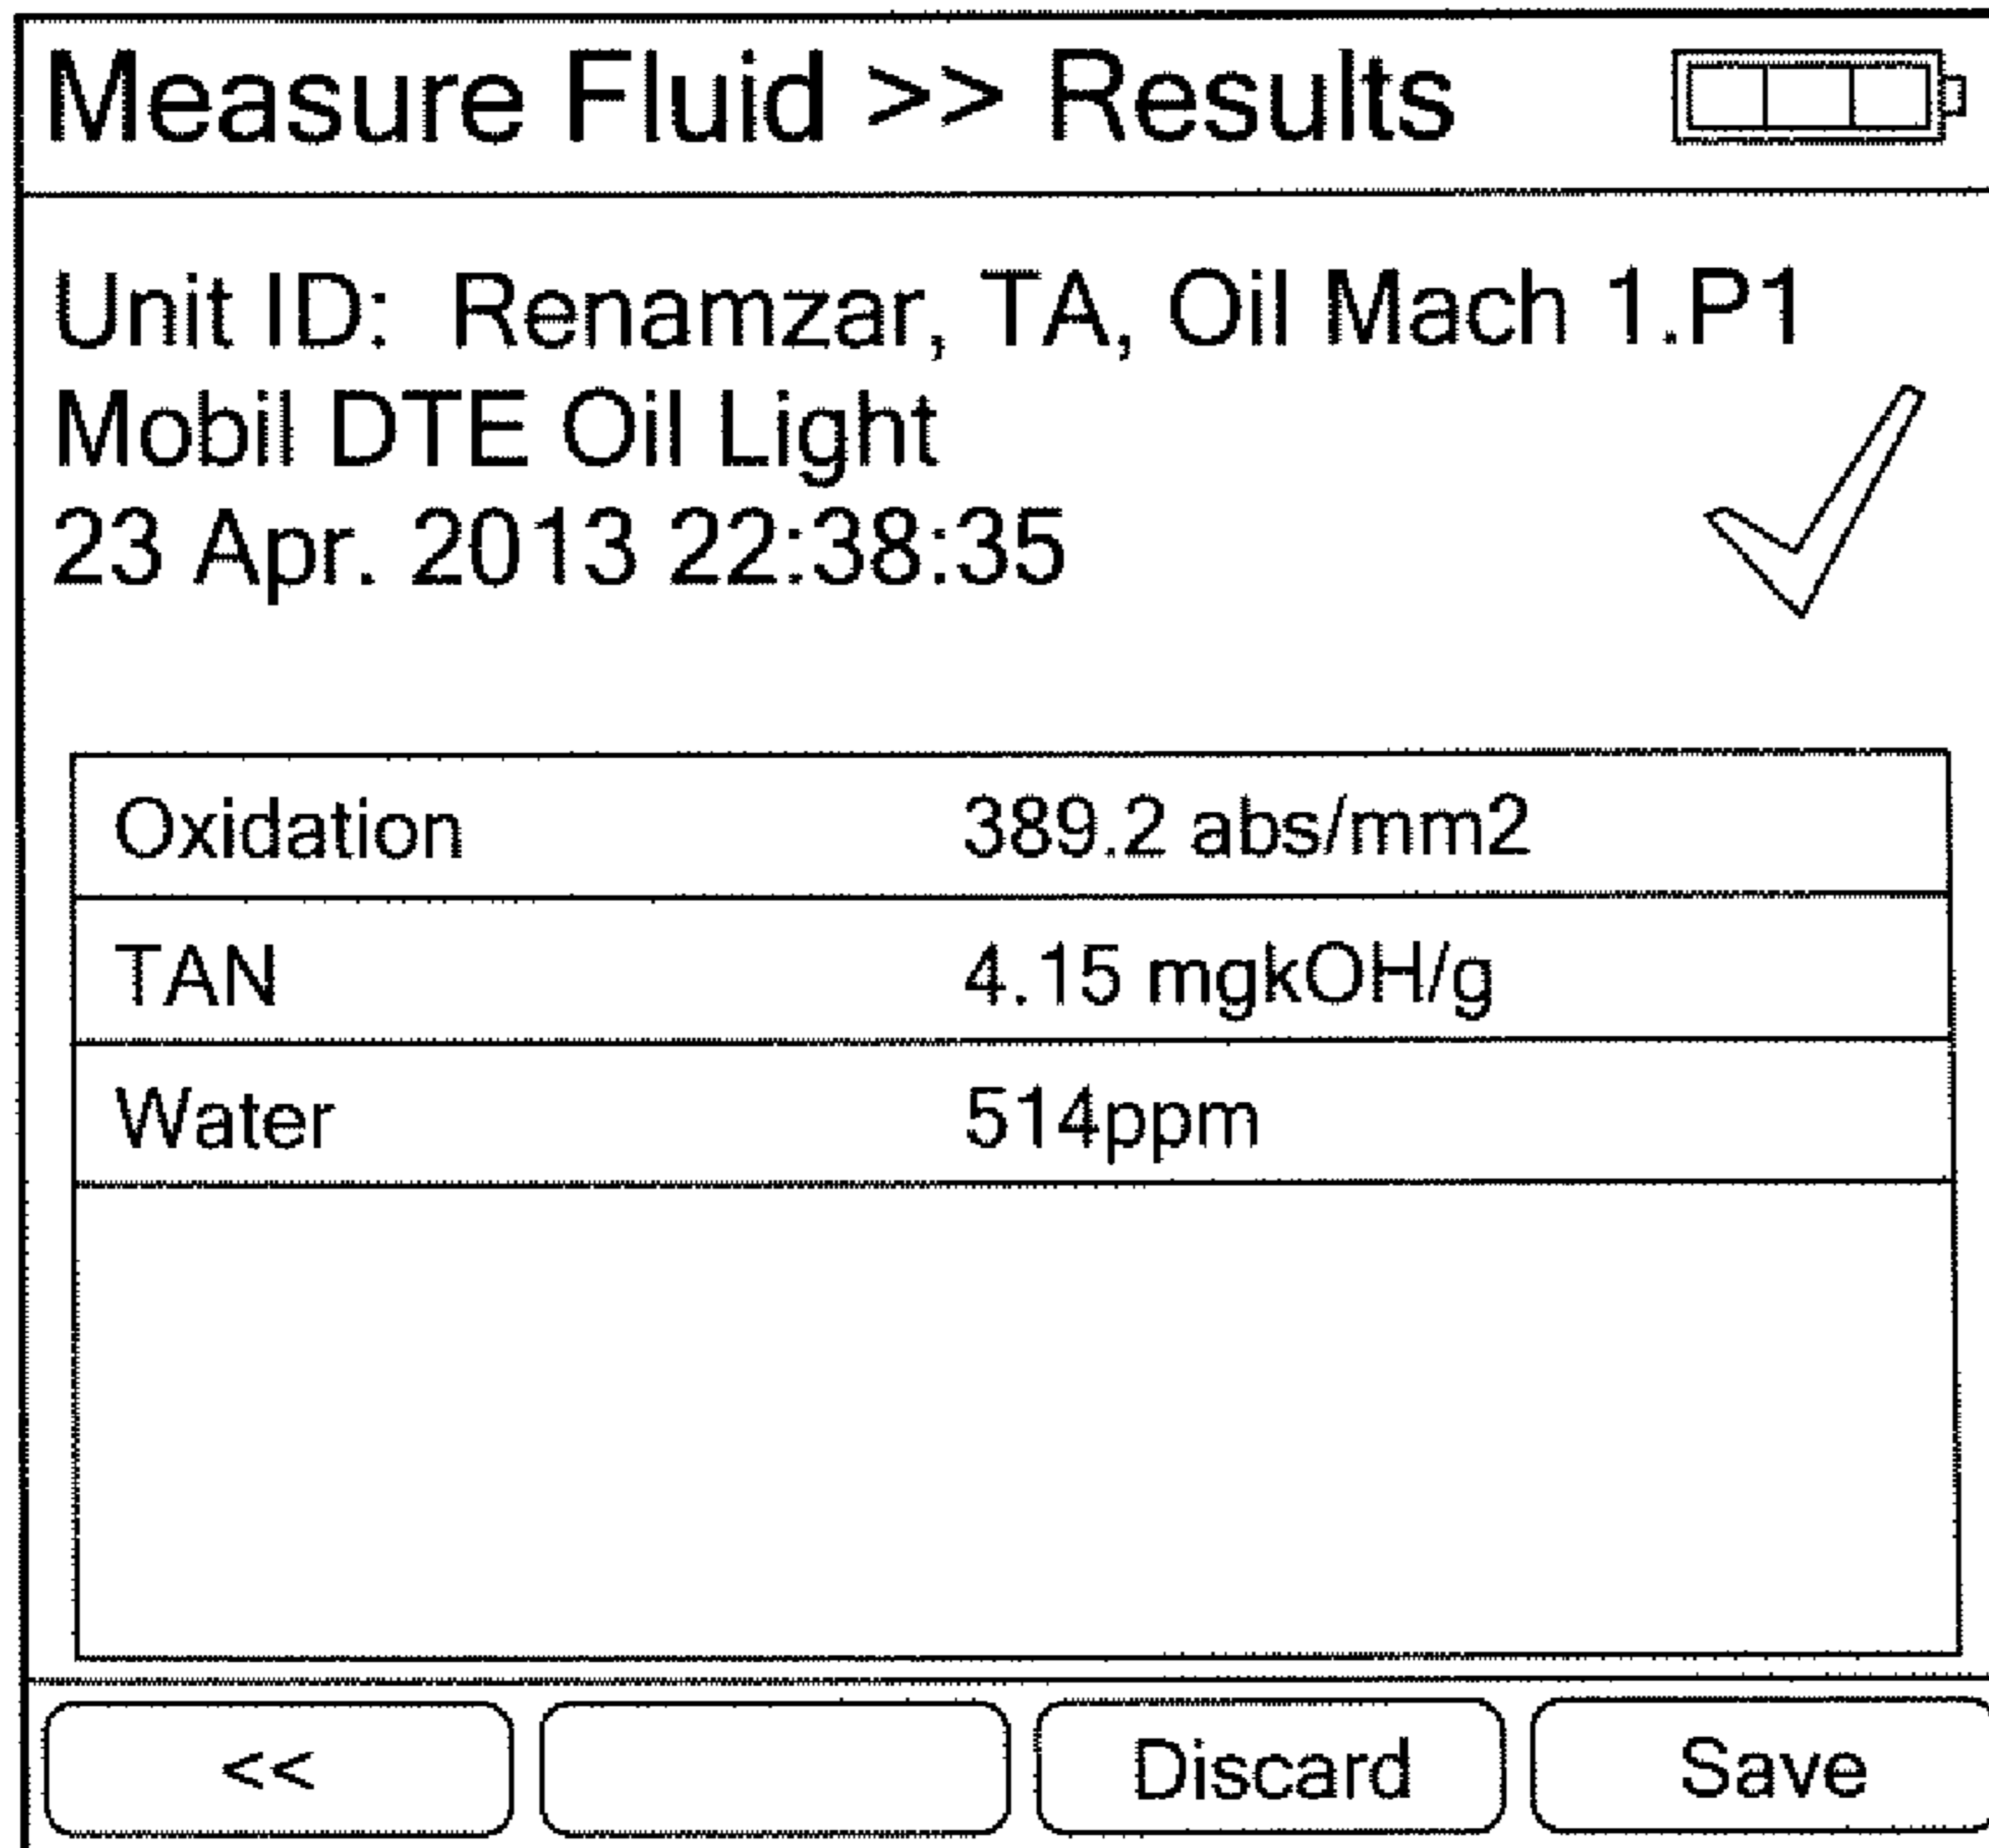 Measure Fluid >> Results
Unit ID: Renamzar, TA, Oil Mach 1.P1
Mobil DTE Oil Light
23 Apr. 2013 22:38:35
Oxidation 389.2 abs/mm2
TAN 4.15 mgkOH/g
Water 514ppm
<< Discard Save